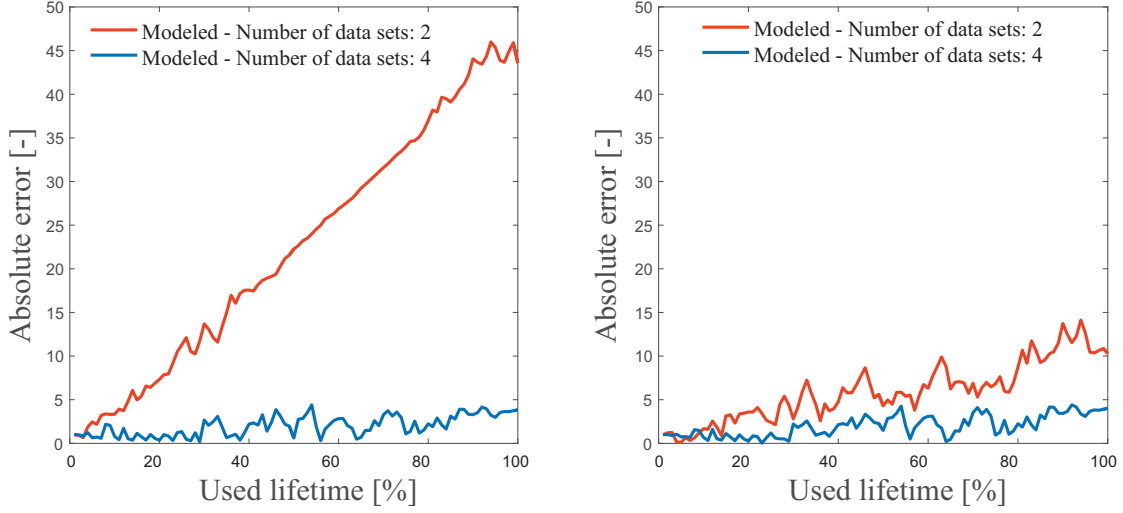 50
45
40
35
30
25
20
15
10
5
0
Absolute error [-]
Modeled - Number of data sets: 2
Modeled - Number of data sets: 4
0 20 40 60 80 100
Used lifetime [%]
50
45
40
35
30
25
20
15
10
5
0
Absolute error [-]
Modeled - Number of data sets: 2
Modeled - Number of data sets: 4
0 20 40 60 80 100
Used lifetime [%]